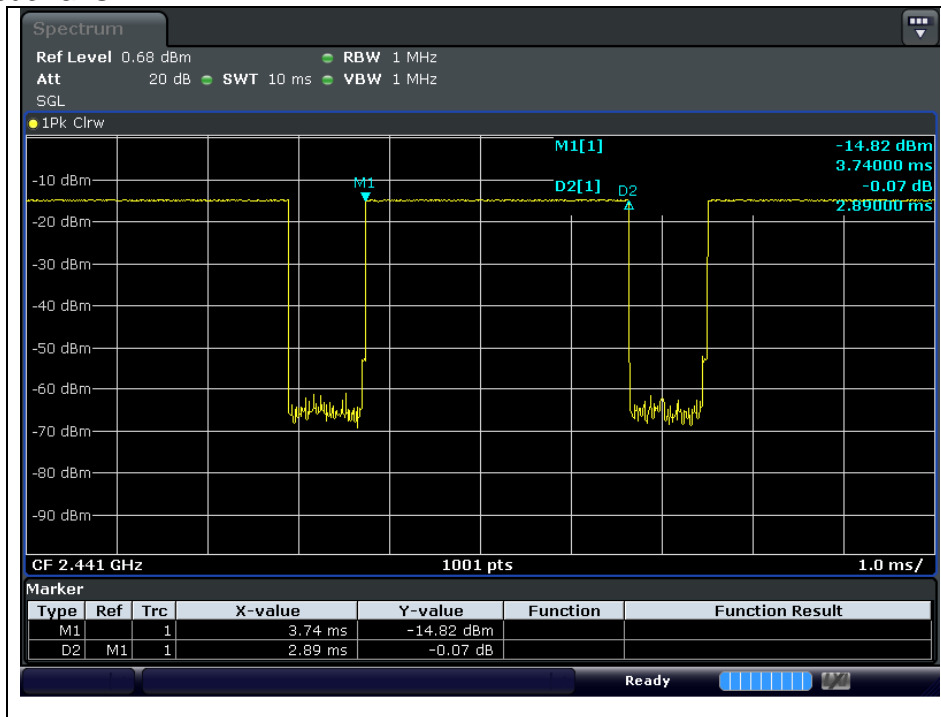 Spectrum
Ref Level 0.68 dBm RBW 1 MHz
Att 20 dB SWT 10 ms VBW 1 MHz
SGL
1Pk Clrw
M1[1] -14.82 dBm
3.74000 ms
D2[1] -0.07 dB
2.89000 ms
M1
D2
-10 dBm
-20 dBm
-30 dBm
-40 dBm
-50 dBm
-60 dBm
-70 dBm
-80 dBm
-90 dBm
CF 2.441 GHz 1001 pts 1.0 ms/
Marker
Type Ref Trc X-value Y-value Function Function Result
M1 1 3.74 ms -14.82 dBm
D2 M1 1 2.89 ms -0.07 dB
Ready